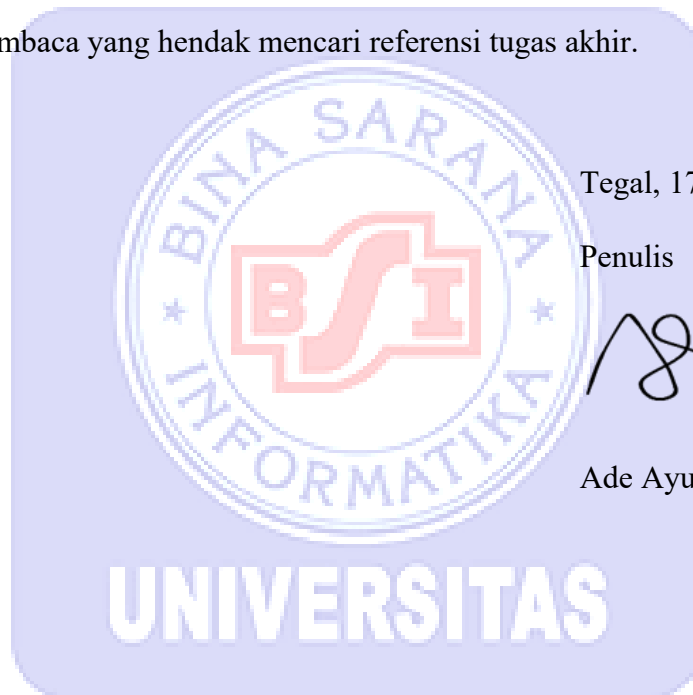 mbaca yang hendak mencari referensi tugas akhir.
BINA SARANA
Tegal, 17
Penulis
BSI
INFORMATIKA
Ade Ayu
UNIVERSITAS